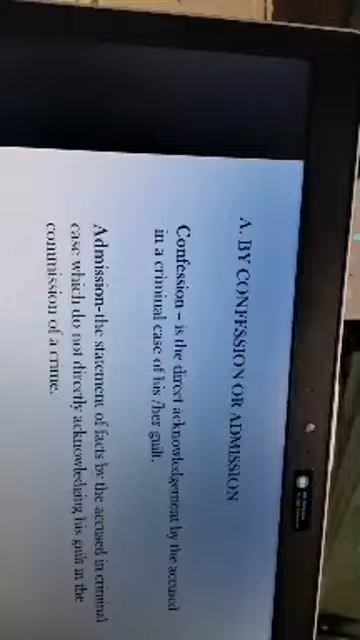 A. BY CONFESSION OR ADMISSION
Confession – is the direct acknowledgement by the accused
in a criminal case of his /her guilt.
Admission-the statement of facts by the accused in criminal
case which do not directly acknowledging his guilt in the
commission of a crime.